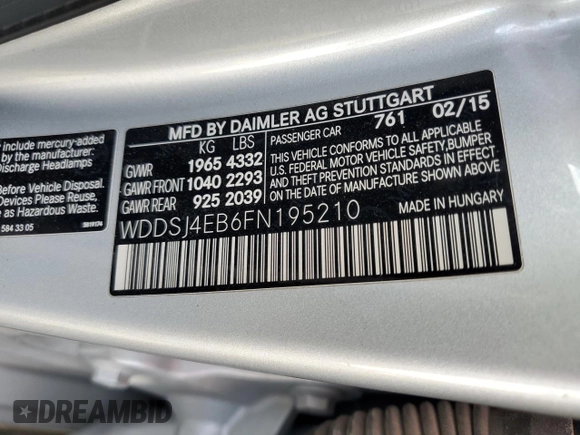 include mercury-added
by the manufacturer:
Discharge Headlamps
Before Vehicle Disposal.
Devices Please Reuse,
as Hazardous Waste.
584 33 05
MFD BY DAIMLER AG STUTTGART
KG LBS PASSENGER CAR 761 02/15
GVWR 1965 4332
GAWR FRONT 1040 2293
GAWR REAR 925 2039
THIS VEHICLE CONFORMS TO ALL APPLICABLE
U.S. FEDERAL MOTOR VEHICLE SAFETY,BUMPER
AND THEFT PREVENTION STANDARDS IN EFFECT ON
THE DATE OF MANUFACTURE SHOWN ABOVE.
WDDSJ4EB6FN195210 MADE IN HUNGARY
DREAMBID